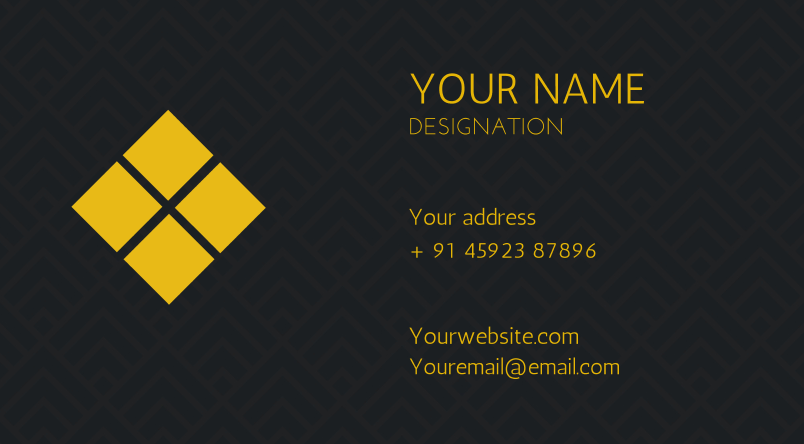 YOUR NAME
DESIGNATION
Your address
+ 91 45923 87896
Yourwebsite.com
Youremail@email.com